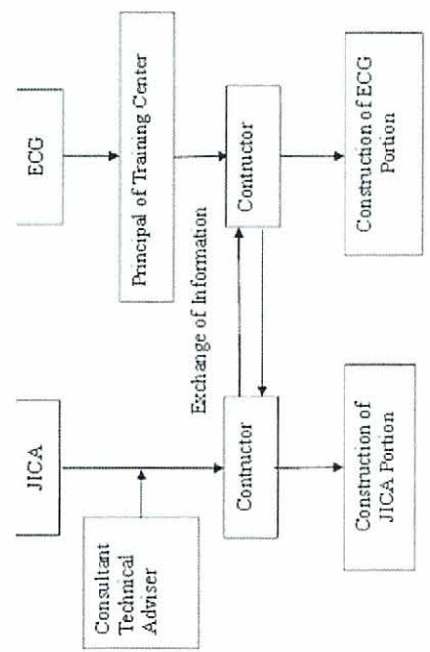 JICA
ECG
Consultant
Technical
Adviser
Principal of Training Center
Exchange of Information
Contructor
Contructor
Construction of
JICA Portion
Construction of ECG
Portion